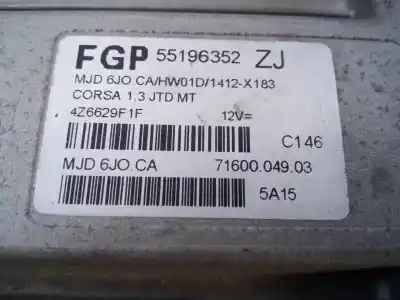 FGP 55196352 ZJ
MJD 6JO.CA/HW01D/1412-X183
CORSA 1,3 JTD MT
4Z6629F1F 12V=
C146
MJD 6JO.CA 71600.049.03
5A15